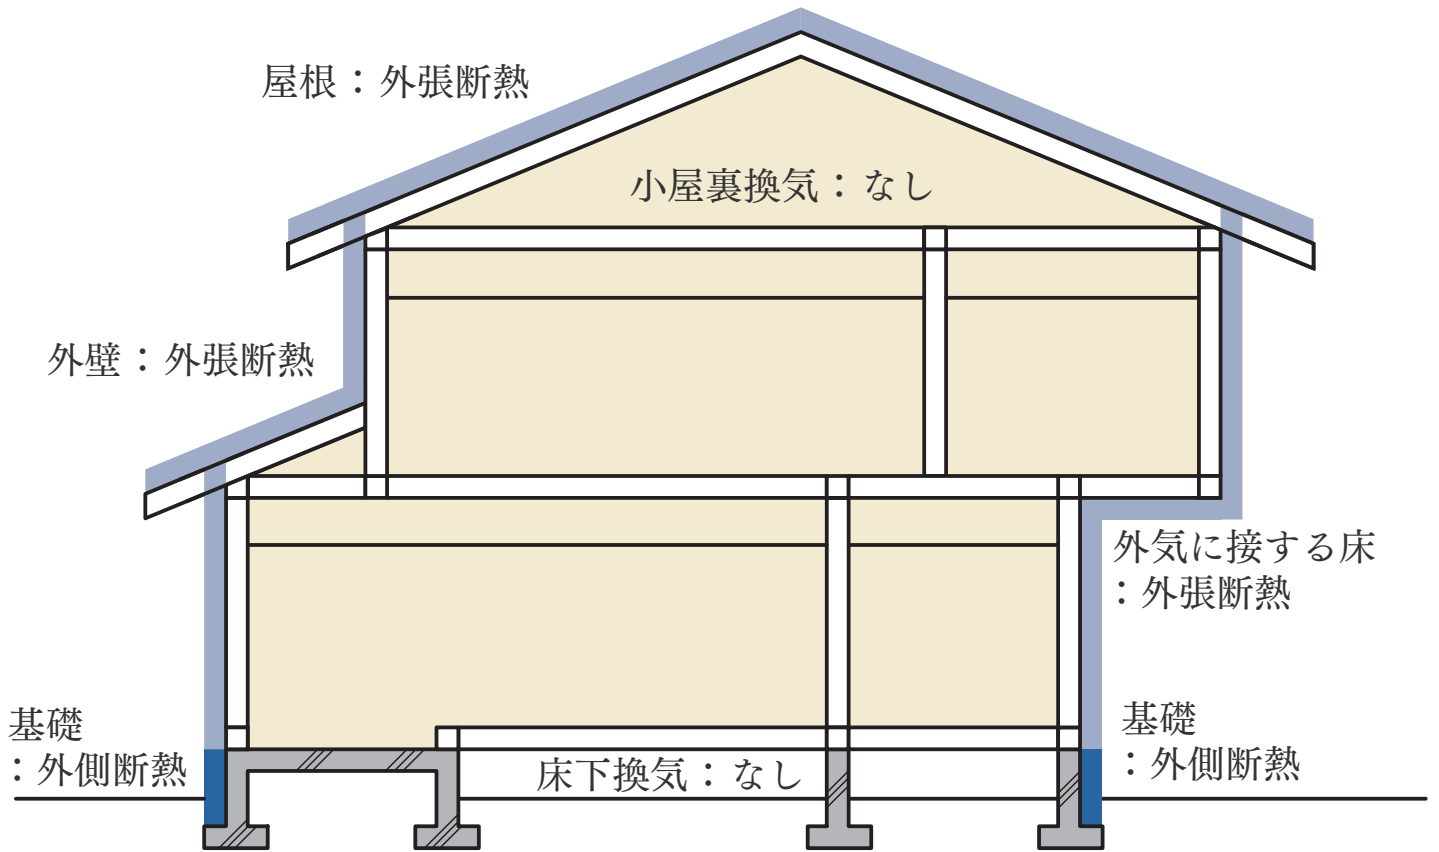 屋根：外張断熱
小屋裏換気：なし
外壁：外張断熱
外気に接する床
：外張断熱
基礎
：外側断熱
床下換気：なし
基礎
：外側断熱